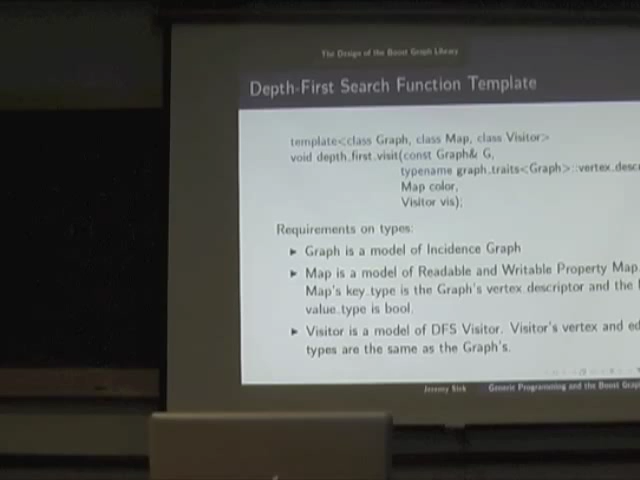 The Design of the Boost Graph Library
Depth-First Search Function Template
template<class Graph, class Map, class Visitor>
void depth_first_visit(const Graph& G,
typename graph_traits<Graph>::vertex_desc
Map color,
Visitor vis);
Requirements on types:
► Graph is a model of Incidence Graph
► Map is a model of Readable and Writable Property Map.
Map's key_type is the Graph's vertex_descriptor and the
value_type is bool.
► Visitor is a model of DFS Visitor. Visitor's vertex and ed
types are the same as the Graph's.
Jeremy Siek Generic Programming and the Boost Grap